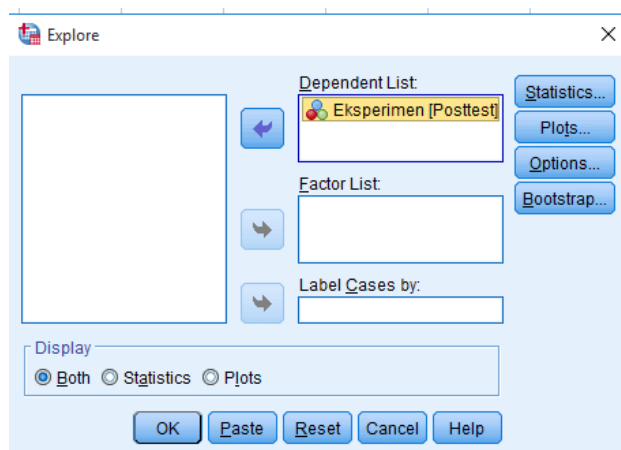 Explore
Dependent List:
Eksperimen [Posttest]
Statistics...
Plots...
Options...
Bootstrap...
Factor List:
Label Cases by:
Display
Both Statistics Plots
OK Paste Reset Cancel Help